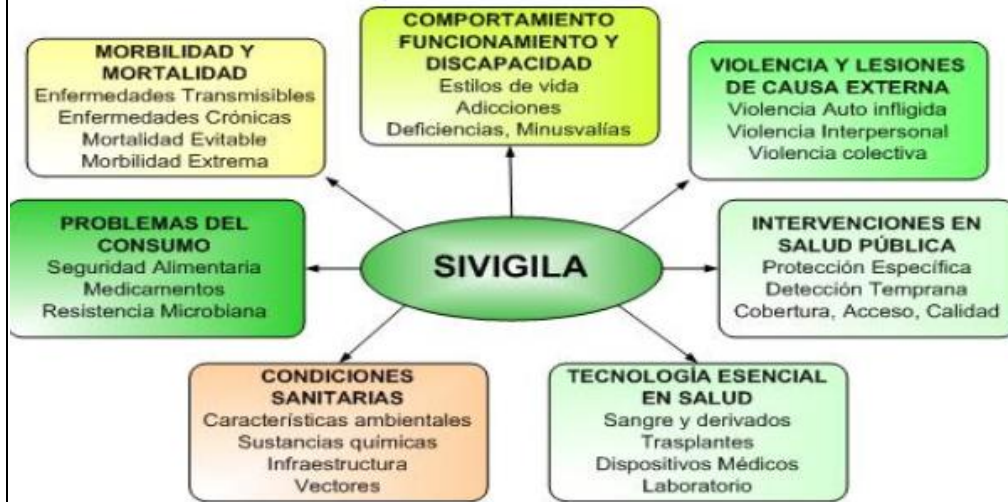 COMPORTAMIENTO
FUNCIONAMIENTO Y
DISCAPACIDAD
Estilos de vida
Adicciones
Deficiencias, Minusvalías
MORBILIDAD Y
MORTALIDAD
Enfermedades Transmisibles
Enfermedades Crónicas
Mortalidad Evitable
Morbilidad Extrema
VIOLENCIA Y LESIONES
DE CAUSA EXTERNA
Violencia Auto infligida
Violencia Interpersonal
Violencia colectiva
PROBLEMAS DEL
CONSUMO
Seguridad Alimentaria
Medicamentos
Resistencia Microbiana
SIVIGILA
INTERVENCIONES EN
SALUD PÚBLICA
Protección Específica
Detección Temprana
Cobertura, Acceso, Calidad
CONDICIONES
SANITARIAS
Características ambientales
Sustancias químicas
Infraestructura
Vectores
TECNOLOGÌA ESENCIAL
EN SALUD
Sangre y derivados
Trasplantes
Dispositivos Médicos
Laboratorio